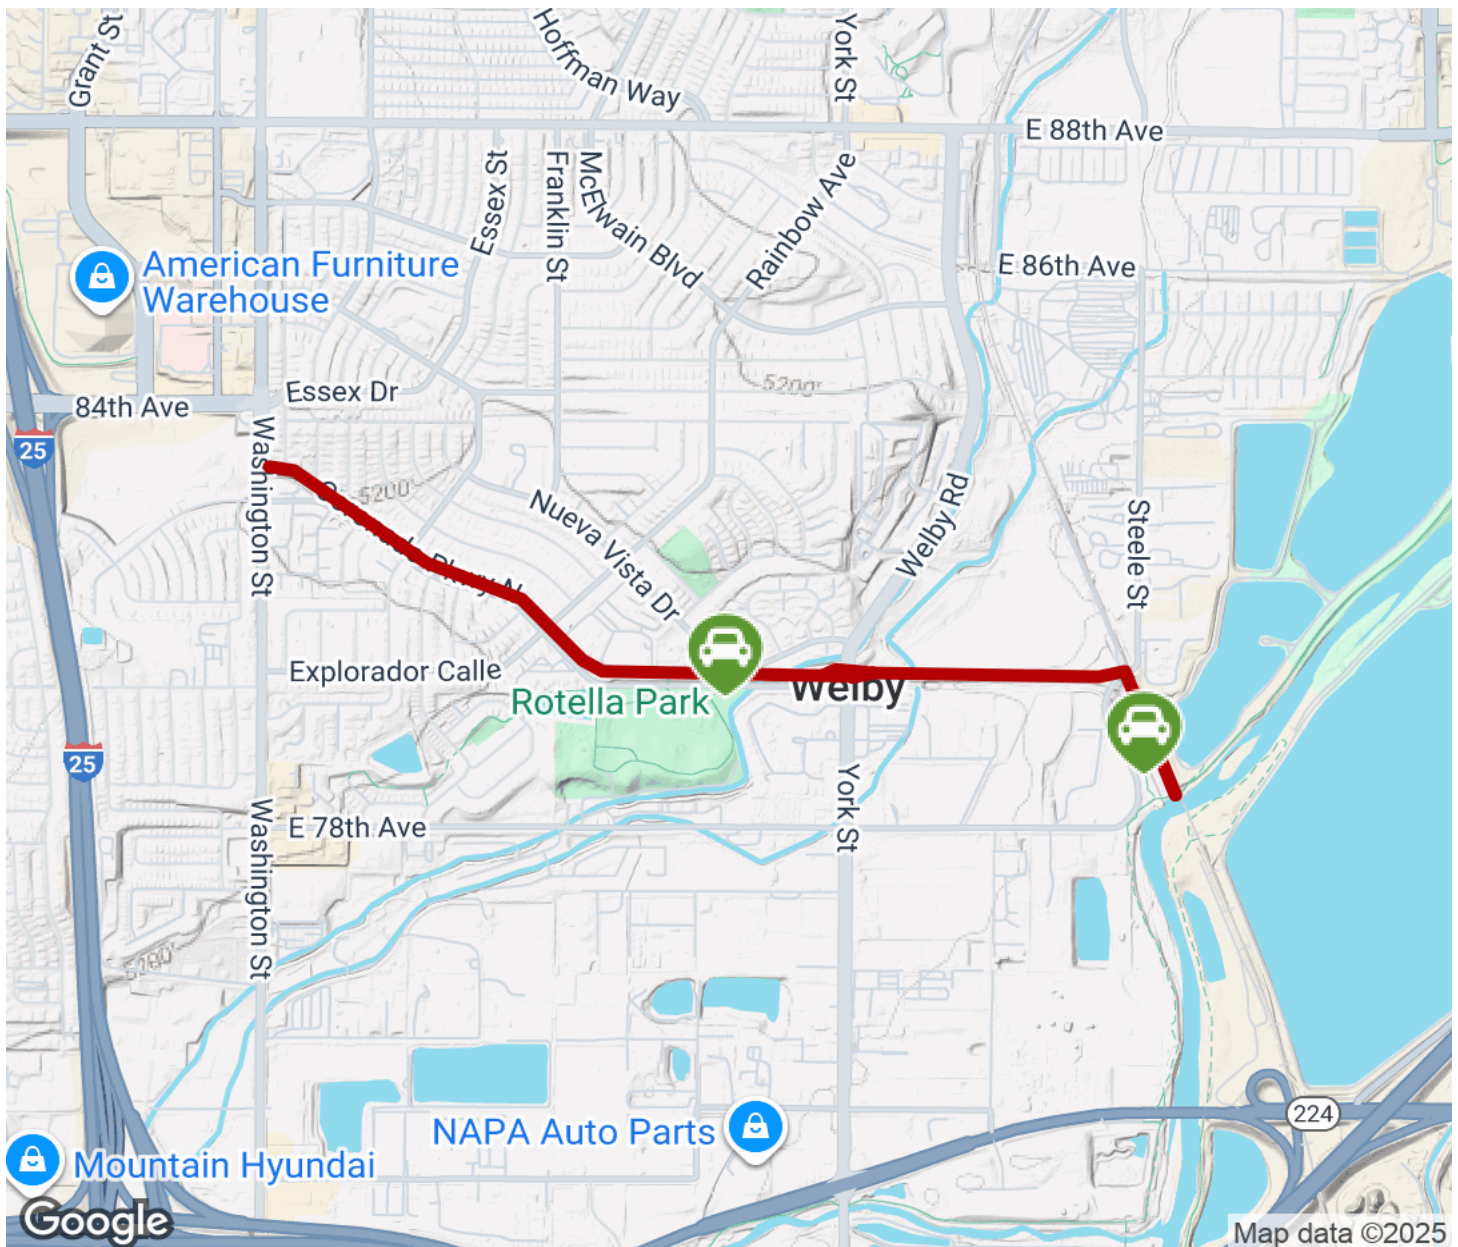 Grant St
Hoffman Way
York St
E 88th Ave
Essex St
Franklin St
McElwain Blvd
Rainbow Ave
E 86th Ave
American Furniture
Warehouse
Essex Dr
84th Ave
5200'
25
Washington St
5200'
Nueva Vista Dr
Welby Rd
Steele St
Explorador Calle
Rotella Park
Welby
25
E 78th Ave
York St
Washington St
NAPA Auto Parts
224
Mountain Hyundai
Google
Map data ©2025